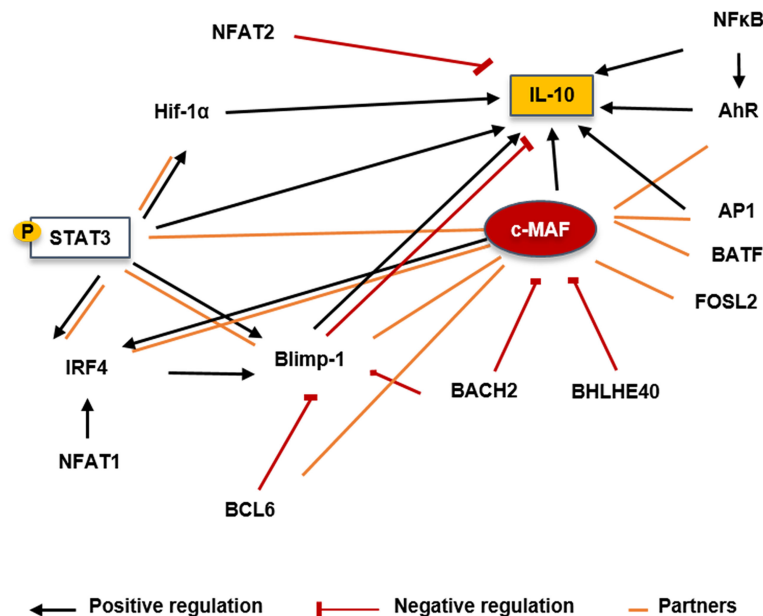 NFκB
NFAT2
IL-10
Hif-1α
AhR
P
STAT3
c-MAF
AP1
BATF
FOSL2
IRF4
Blimp-1
BACH2
BHLHE40
NFAT1
BCL6
Positive regulation
Negative regulation
Partners